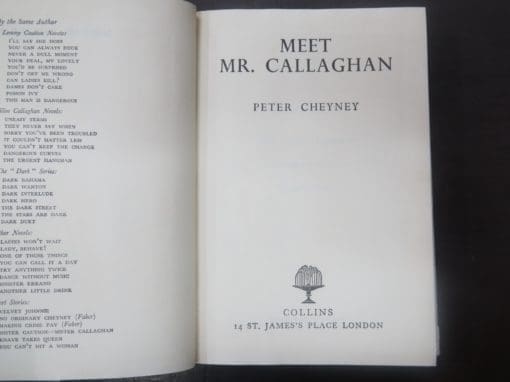 By the Same Author
Lemmy Caution Novels:
I'LL SAY SHE DOES
YOU CAN ALWAYS DUCK
NEVER A DULL MOMENT
YOUR DEAL, MY LOVELY
YOU'D BE SURPRISED
DON'T GET ME WRONG
CAN LADIES KILL?
DAMES DON'T CARE
POISON IVY
THIS MAN IS DANGEROUS
Slim Callaghan Novels:
UNEASY TERMS
THEY NEVER SAY WHEN
SORRY YOU'VE BEEN TROUBLED
IT COULDN'T MATTER LESS
YOU CAN'T KEEP THE CHANGE
DANGEROUS CURVES
THE URGENT HANGMAN
The "Dark" Series:
DARK BAHAMA
DARK WANTON
DARK INTERLUDE
DARK HERO
THE DARK STREET
THE STARS ARE DARK
DARK DUET
Other Novels:
LADIES WON'T WAIT
LADY, BEHAVE!
ONE OF THOSE THINGS
YOU CAN CALL IT A DAY
TRY ANYTHING TWICE
DANCE WITHOUT MUSIC
SINISTER ERRAND
ANOTHER LITTLE DRINK
Short Stories:
VELVET JOHNNIE
NO ORDINARY CHEYNEY (Faber)
MAKING CRIME PAY (Faber)
MISTER CAUTION—MISTER CALLAGHAN
KNAVE TAKES QUEEN
YOU CAN'T HIT A WOMAN
MEET
MR. CALLAGHAN
PETER CHEYNEY
COLLINS
14 ST. JAMES'S PLACE LONDON